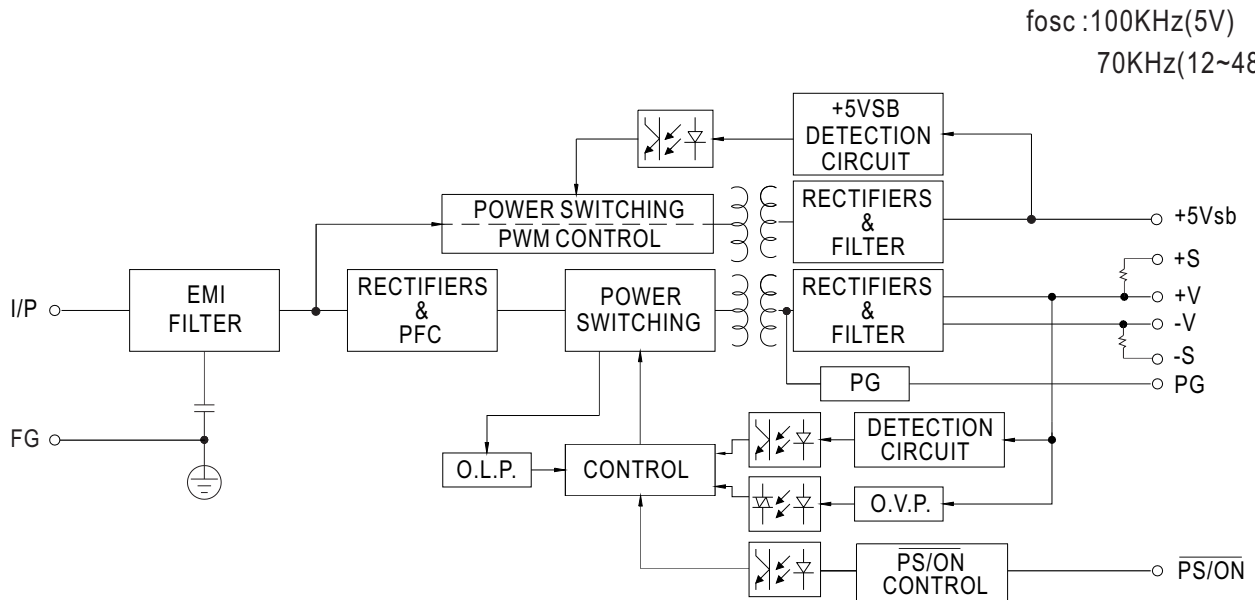 fosc :100KHz(5V)
70KHz(12~48
+5VSB
DETECTION
CIRCUIT
POWER SWITCHING
PWM CONTROL
RECTIFIERS
&
FILTER
+5Vsb
+S
I/P
EMI
FILTER
RECTIFIERS
&
PFC
POWER
SWITCHING
RECTIFIERS
&
FILTER
+V
-V
-S
PG
PG
FG
O.L.P.
CONTROL
DETECTION
CIRCUIT
O.V.P.
PS/ON
CONTROL
PS/ON